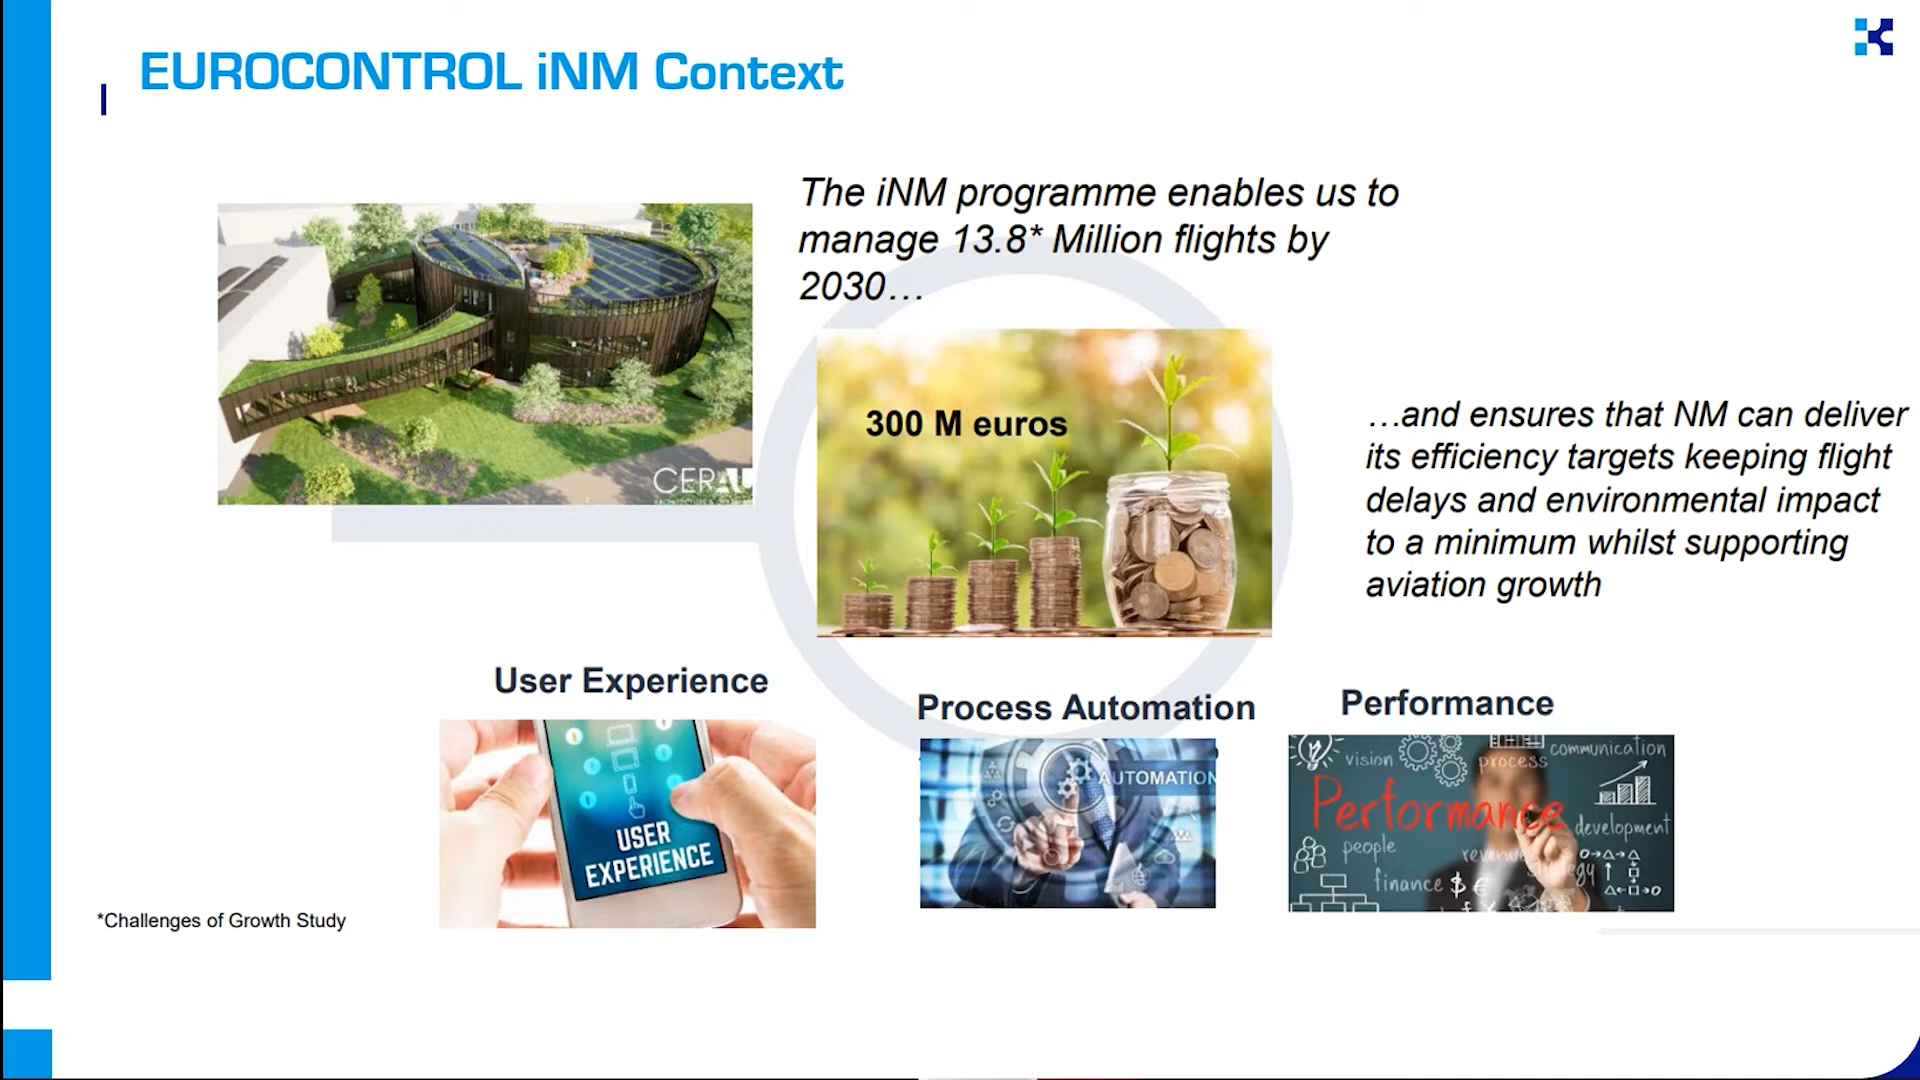 EUROCONTROL iNM Context
The iNM programme enables us to
manage 13.8* Million flights by
2030…
CERAU
300 M euros
…and ensures that NM can deliver
its efficiency targets keeping flight
delays and environmental impact
to a minimum whilst supporting
aviation growth
User Experience
USER
EXPERIENCE
Process Automation
AUTOMATION
Performance
vision
process
communication
Performance
development
people
revenue
strategy
finance $ €
*Challenges of Growth Study